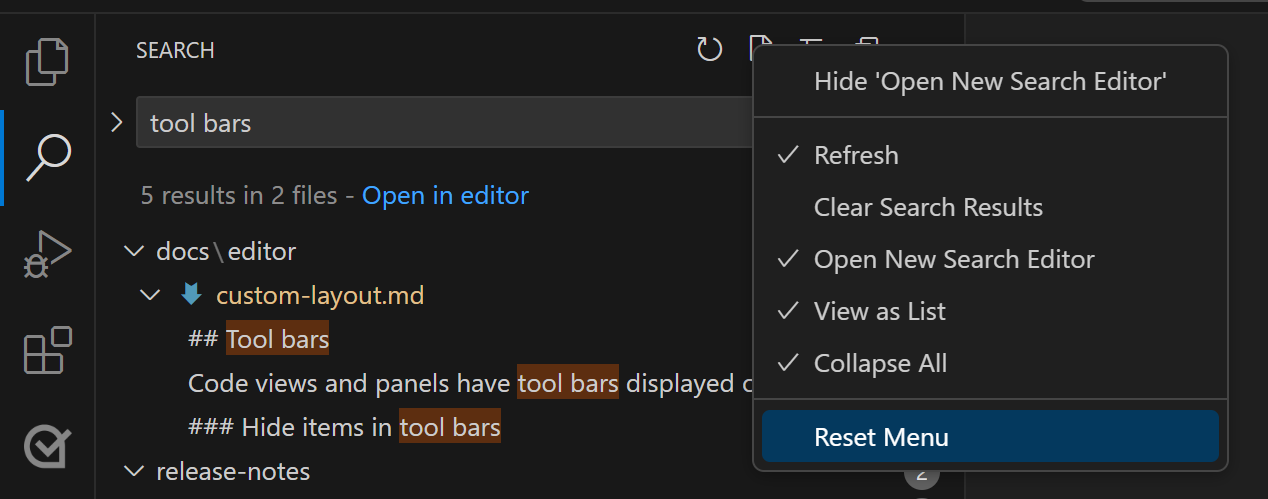 SEARCH
Hide 'Open New Search Editor'
tool bars
Refresh
5 results in 2 files - Open in editor
Clear Search Results
docs\editor
Open New Search Editor
custom-layout.md
View as List
## Tool bars
Collapse All
Code views and panels have tool bars displayed
### Hide items in tool bars
Reset Menu
release-notes
2